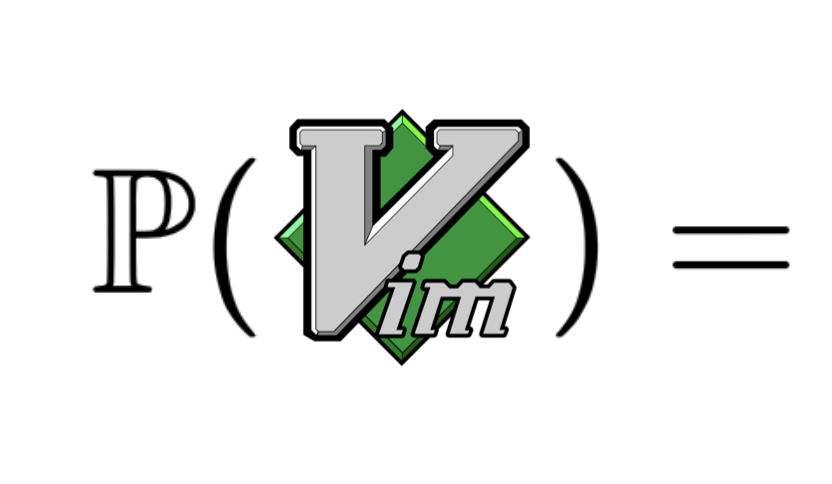 ℙ(Vim) =